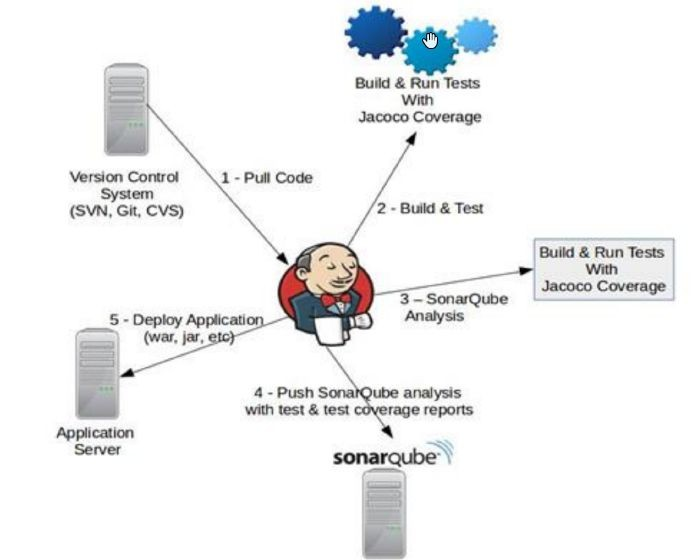 Build & Run Tests
With
Jacoco Coverage
Version Control
System
(SVN, Git, CVS)
1 - Pull Code
2 - Build & Test
Build & Run Tests
With
Jacoco Coverage
3 – SonarQube
Analysis
5 - Deploy Application
(war, jar, etc)
4 - Push SonarQube analysis
with test & test coverage reports
Application
Server
sonarqube